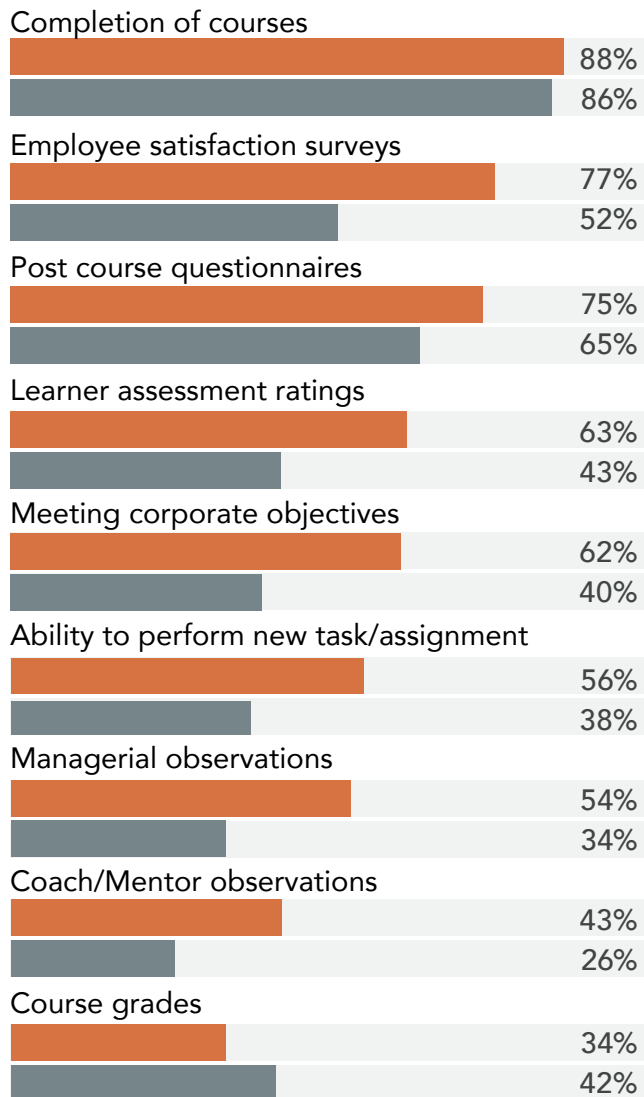 Completion of courses
88%
86%
Employee satisfaction surveys
77%
52%
Post course questionnaires
75%
65%
Learner assessment ratings
63%
43%
Meeting corporate objectives
62%
40%
Ability to perform new task/assignment
56%
38%
Managerial observations
54%
34%
Coach/Mentor observations
43%
26%
Course grades
34%
42%